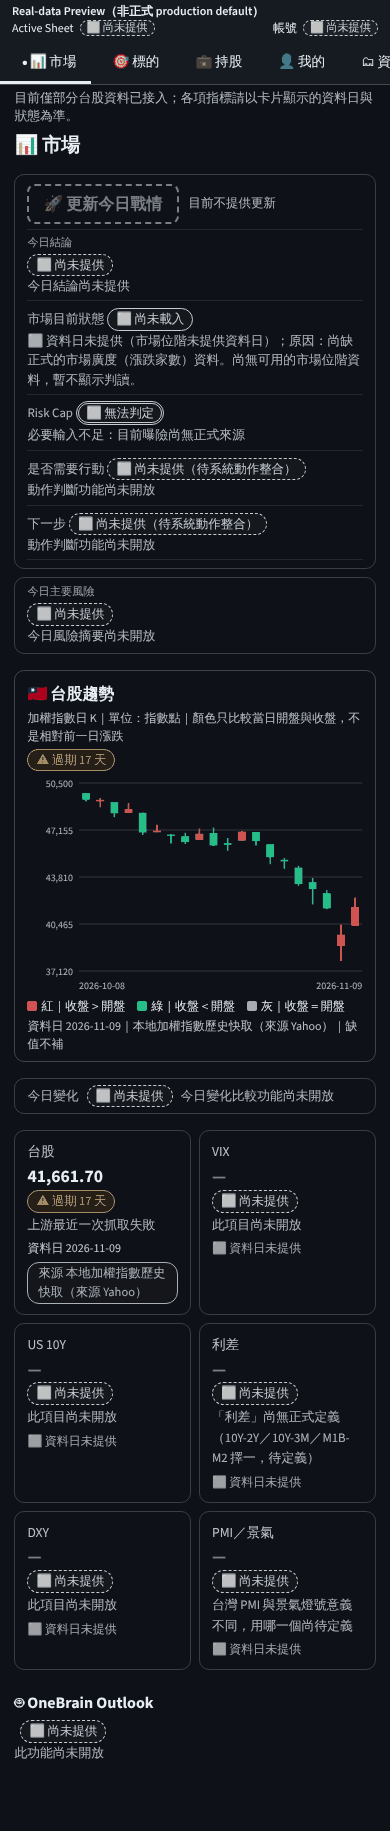 Real-data Preview（非正式 production default）
Active Sheet ⬜ 尚未提供
帳號 ⬜ 尚未提供
📊 市場
🎯 標的
💼 持股
👤 我的
🗂 資
目前僅部分台股資料已接入；各項指標請以卡片顯示的資料日與
狀態為準。
📊 市場
🚀 更新今日戰情 目前不提供更新
今日結論
⬜ 尚未提供
今日結論尚未提供
市場目前狀態 ⬜ 尚未載入
⬜ 資料日未提供（市場位階未提供資料日）；原因：尚缺
正式的市場廣度（漲跌家數）資料。尚無可用的市場位階資
料，暫不顯示判讀。
Risk Cap ⬜ 無法判定
必要輸入不足：目前曝險尚無正式來源
是否需要行動 ⬜ 尚未提供（待系統動作整合）
動作判斷功能尚未開放
下一步 ⬜ 尚未提供（待系統動作整合）
動作判斷功能尚未開放
今日主要風險
⬜ 尚未提供
今日風險摘要尚未開放
🇹🇼 台股趨勢
加權指數日 K｜單位：指數點｜顏色只比較當日開盤與收盤，不
是相對前一日漲跌
⚠ 過期 17 天
50,500
47,155
43,810
40,465
37,120
2026-10-08
2026-11-09
紅｜收盤＞開盤
綠｜收盤＜開盤
灰｜收盤＝開盤
資料日 2026-11-09｜本地加權指數歷史快取（來源 Yahoo）｜缺
值不補
今日變化 ⬜ 尚未提供 今日變化比較功能尚未開放
台股
41,661.70
⚠ 過期 17 天
上游最近一次抓取失敗
資料日 2026-11-09
來源 本地加權指數歷史
快取（來源 Yahoo）
VIX
—
⬜ 尚未提供
此項目尚未開放
⬜ 資料日未提供
US 10Y
—
⬜ 尚未提供
此項目尚未開放
⬜ 資料日未提供
利差
—
⬜ 尚未提供
「利差」尚無正式定義
（10Y-2Y／10Y-3M／M1B-
M2 擇一，待定義）
⬜ 資料日未提供
DXY
—
⬜ 尚未提供
此項目尚未開放
⬜ 資料日未提供
PMI／景氣
—
⬜ 尚未提供
台灣 PMI 與景氣燈號意義
不同，用哪一個尚待定義
⬜ 資料日未提供
OneBrain Outlook
⬜ 尚未提供
此功能尚未開放